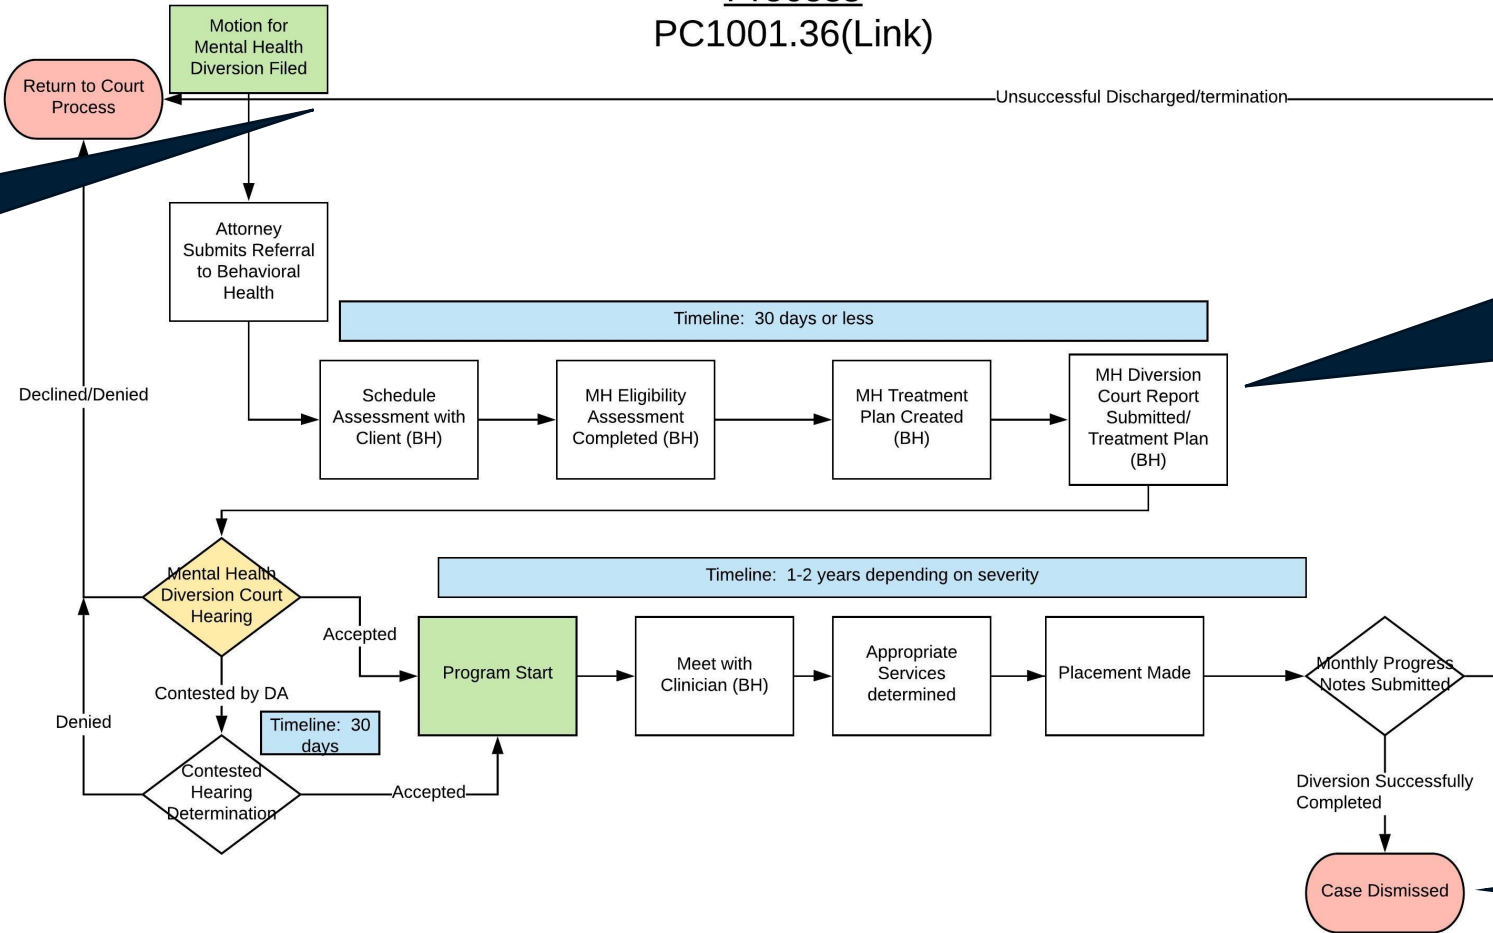 Process
PC1001.36(Link)
Motion for
Mental Health
Diversion Filed
Return to Court
Process
Unsuccessful Discharged/termination
Attorney
Submits Referral
to Behavioral
Health
Timeline: 30 days or less
Declined/Denied
Schedule
Assessment with
Client (BH)
MH Eligibility
Assessment
Completed (BH)
MH Treatment
Plan Created
(BH)
MH Diversion
Court Report
Submitted/
Treatment Plan
(BH)
Mental Health
Diversion Court
Hearing
Timeline: 1-2 years depending on severity
Accepted
Program Start
Meet with
Clinician (BH)
Appropriate
Services
determined
Placement Made
Monthly Progress
Notes Submitted
Contested by DA
Timeline: 30
days
Denied
Contested
Hearing
Determination
Accepted
Diversion Successfully
Completed
Case Dismissed